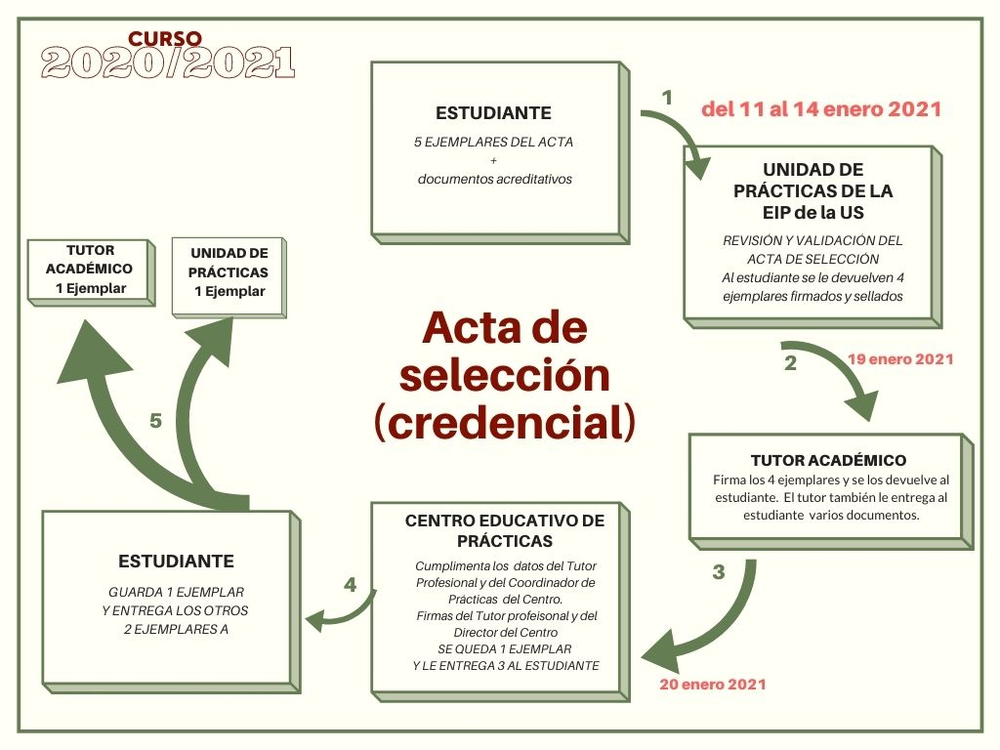 CURSO
2020/2021
ESTUDIANTE
5 EJEMPLARES DEL ACTA
+
documentos acreditativos
1
del 11 al 14 enero 2021
UNIDAD DE
PRÁCTICAS DE LA
EIP de la US
REVISIÓN Y VALIDACIÓN DEL
ACTA DE SELECCIÓN
Al estudiante se le devuelven 4
ejemplares firmados y sellados
2
19 enero 2021
TUTOR ACADÉMICO
Firma los 4 ejemplares y se los devuelve al
estudiante. El tutor también le entrega al
estudiante varios documentos.
3
20 enero 2021
CENTRO EDUCATIVO DE
PRÁCTICAS
Cumplimenta los datos del Tutor
Profesional y del Coordinador de
Prácticas del Centro.
Firmas del Tutor profeisonal y del
Director del Centro
SE QUEDA 1 EJEMPLAR
Y LE ENTREGA 3 AL ESTUDIANTE
4
ESTUDIANTE
GUARDA 1 EJEMPLAR
Y ENTREGA LOS OTROS
2 EJEMPLARES A
5
TUTOR
ACADÉMICO
1 Ejemplar
UNIDAD DE
PRÁCTICAS
1 Ejemplar
Acta de
selección
(credencial)